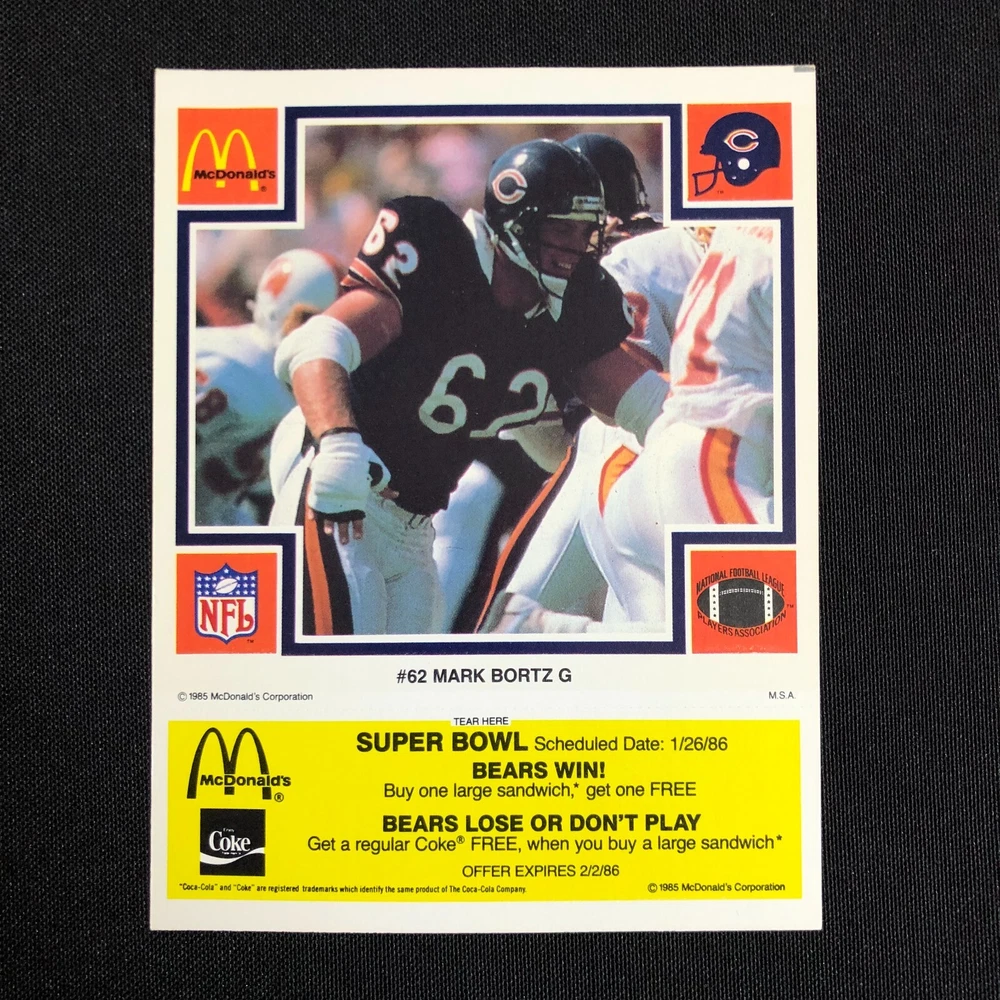 McDonald's®
C
C
62
62
NFL
NATIONAL FOOTBALL LEAGUE
PLAYERS ASSOCIATION™
#62 MARK BORTZ G
©1985 McDonald's Corporation
M.S.A.
TEAR HERE
McDonald's®
SUPER BOWL Scheduled Date: 1/26/86
BEARS WIN!
Buy one large sandwich,* get one FREE
BEARS LOSE OR DON'T PLAY
Get a regular Coke® FREE, when you buy a large sandwich*
OFFER EXPIRES 2/2/86
Coke
"Coca-Cola" and "Coke" are registered trademarks which identify the same product of The Coca-Cola Company.
©1985 McDonald's Corporation